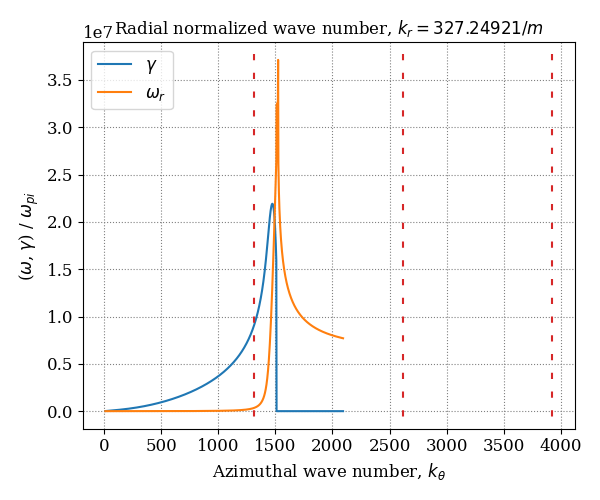 Radial normalized wave number, k_r = 327.24921/m
1e7
γ
ω_r
(ω, γ) / ω_pi
3.5
3.0
2.5
2.0
1.5
1.0
0.5
0.0
0 500 1000 1500 2000 2500 3000 3500 4000
Azimuthal wave number, k_θ